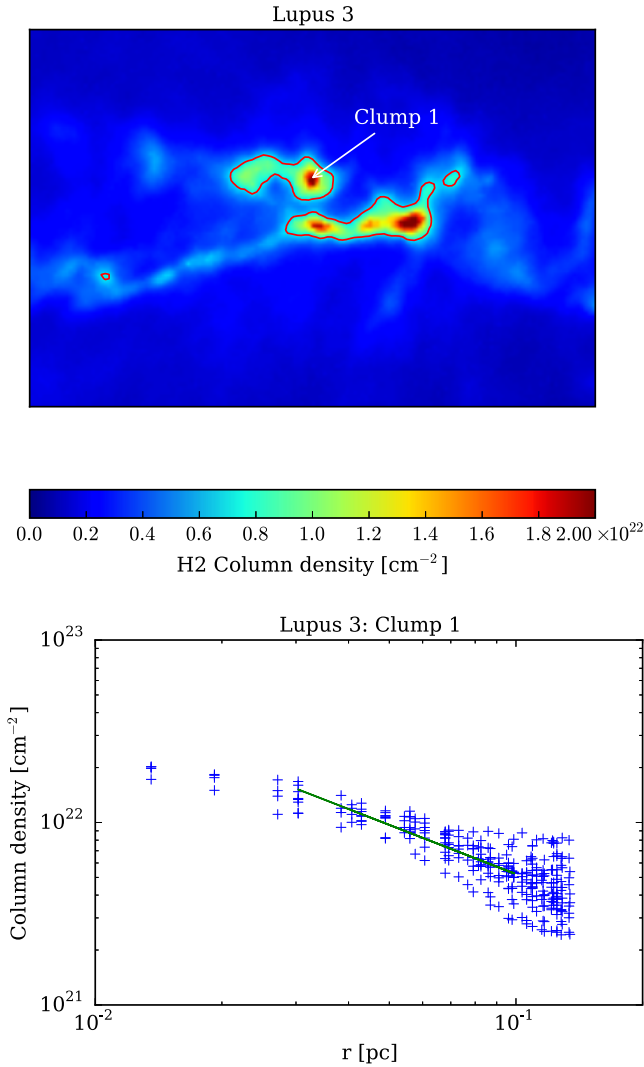 Lupus 3
Clump 1
0.0 0.2 0.4 0.6 0.8 1.0 1.2 1.4 1.6 1.8 2.00 ×10²²
H2 Column density [cm⁻²]
Lupus 3: Clump 1
10²³
10²²
10²¹
Column density [cm⁻²]
10⁻² 10⁻¹
r [pc]